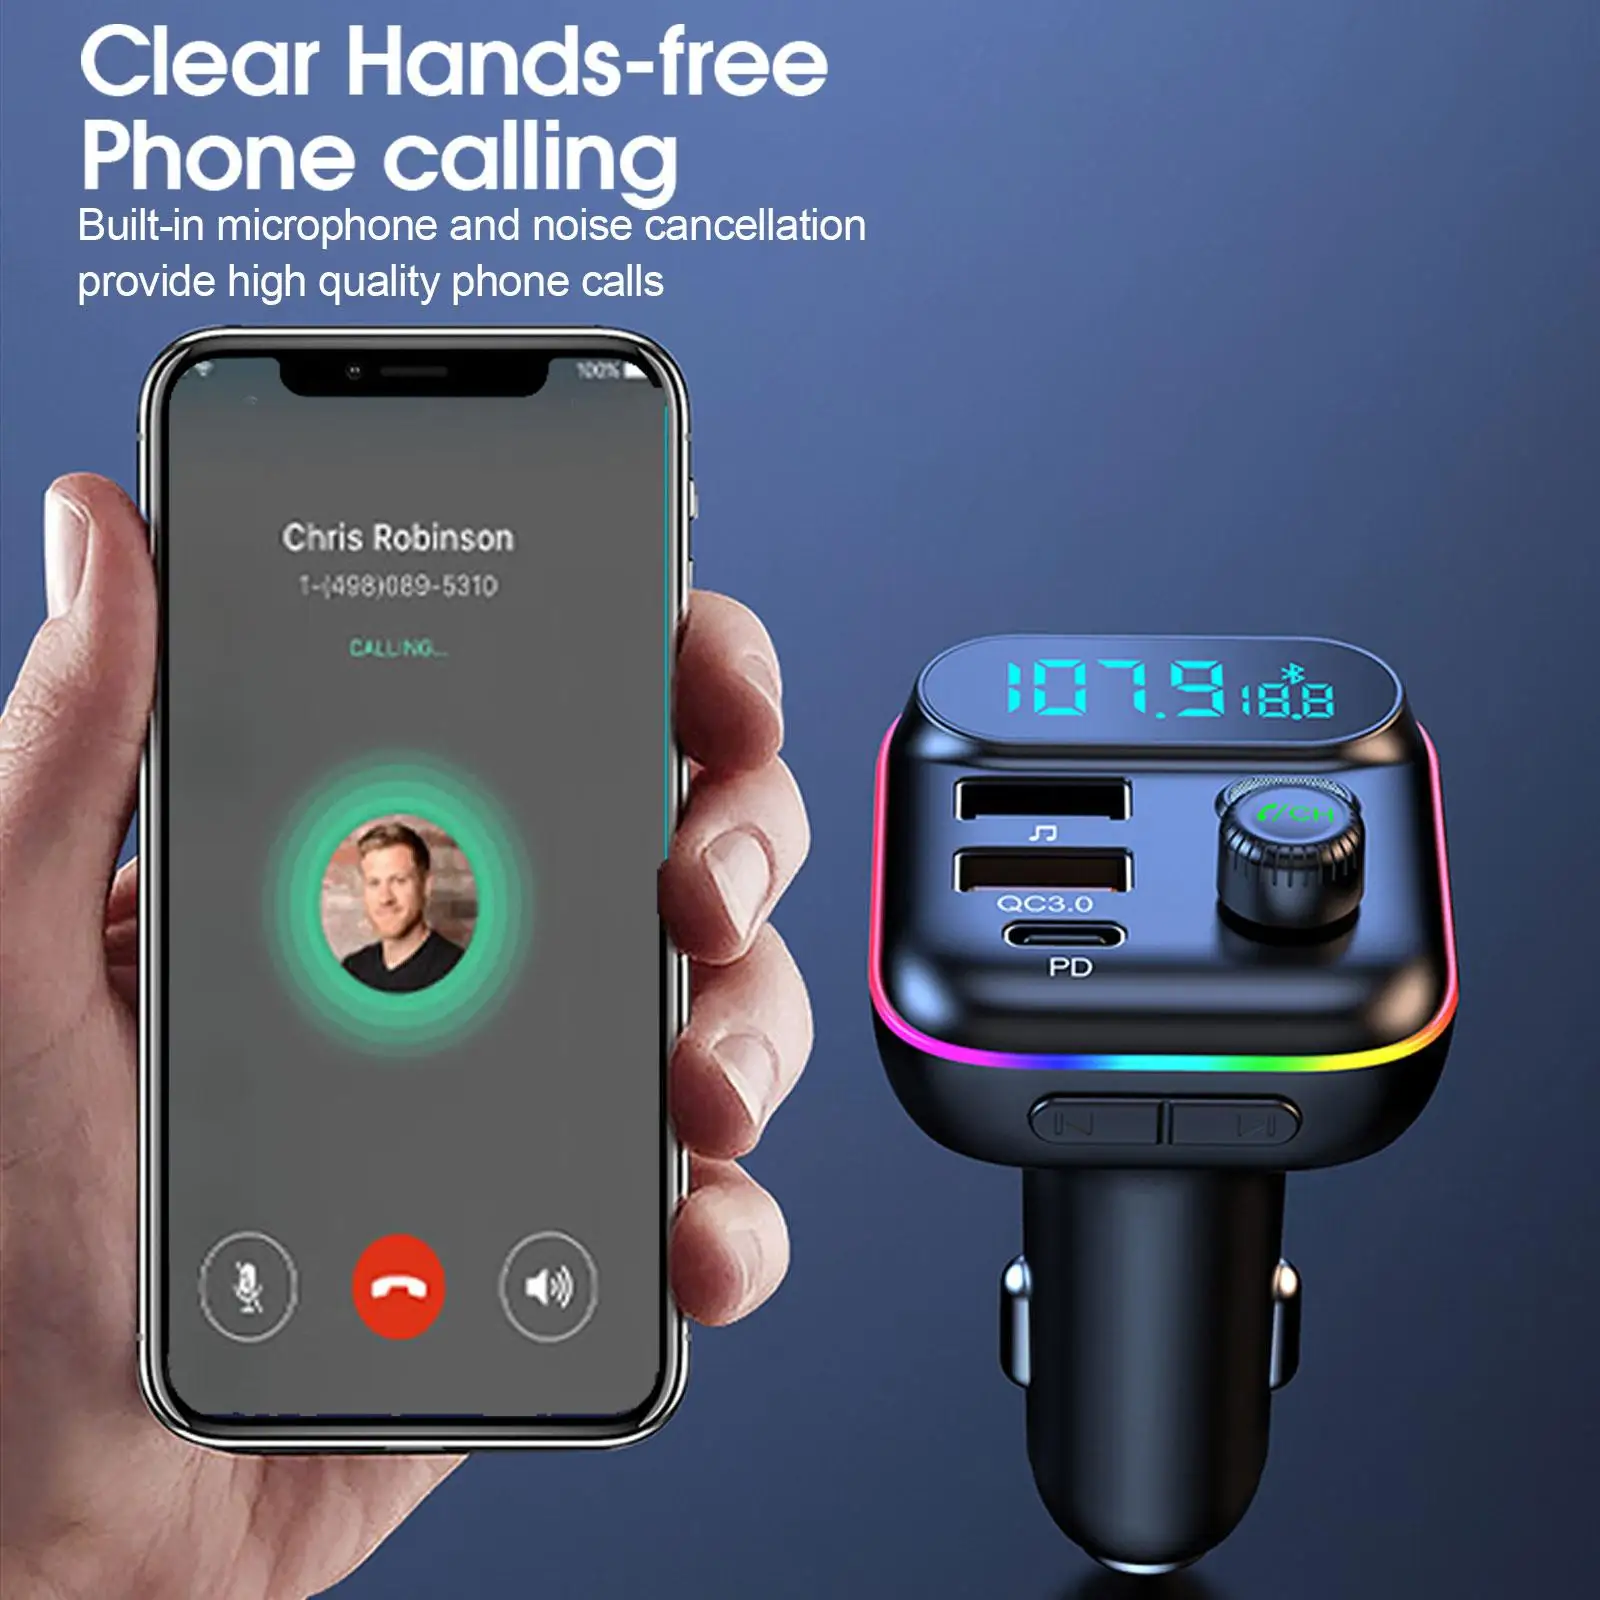 Clear Hands-free
Phone calling
Built-in microphone and noise cancellation
provide high quality phone calls
100%
Chris Robinson
1-(498)089-5310
CALLING...
107.9
18.8
/CH
QC3.0
PD